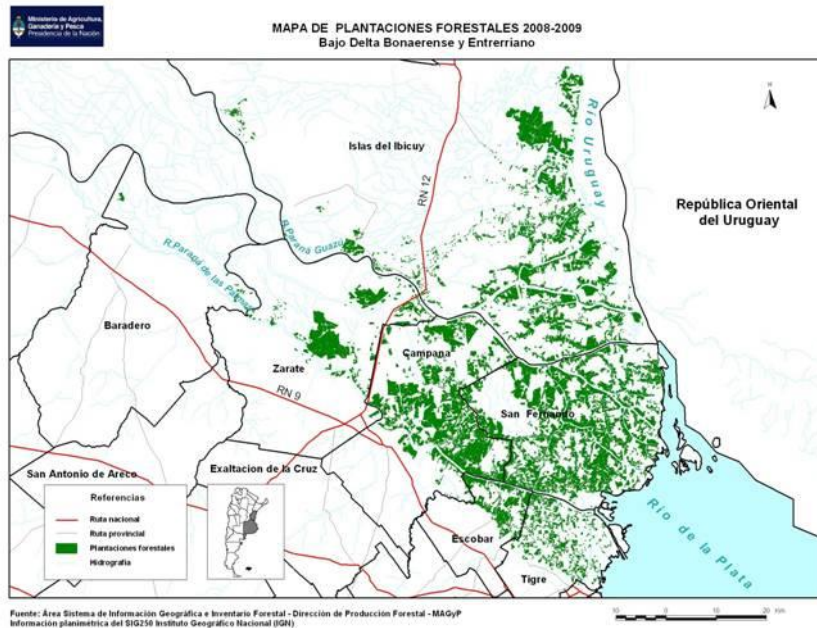 Ministerio de Agricultura,
Ganadería y Pesca
Presidencia de la Nación
MAPA DE PLANTACIONES FORESTALES 2008-2009
Bajo Delta Bonaerense y Entrerriano
Islas del Ibicuy
RN 12
Río Uruguay
República Oriental
del Uruguay
R.Paraná Guazú
R.Paraná de las Palmas
Baradero
Zarate
Campana
RN 9
San Fernando
San Antonio de Areco
Exaltacion de la Cruz
Escobar
Tigre
Río de la Plata
Referencias
Ruta nacional
Ruta provincial
Plantaciones forestales
Hidrografía
N
10 0 10 20 Km
Fuente: Área Sistema de Información Geográfica e Inventario Forestal - Dirección de Producción Forestal - MAGyP
Información planimétrica del SIG250 Instituto Geográfico Nacional (IGN)